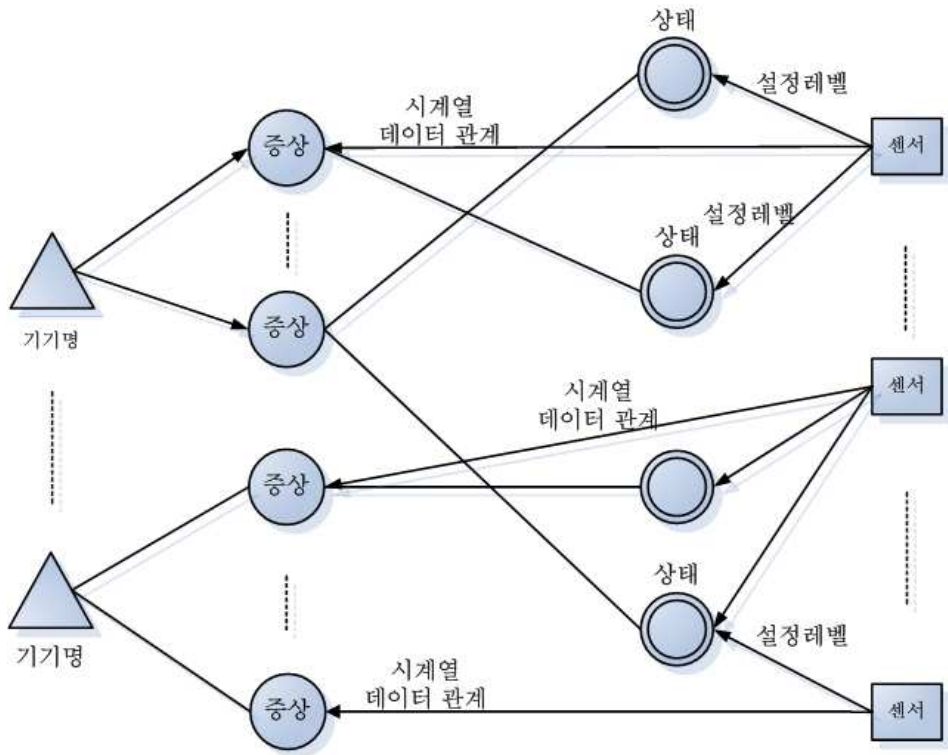 상태
설정레벨
시계열
데이터 관계
증상
센서
설정레벨
상태
증상
기기명
센서
시계열
데이터 관계
증상
상태
기기명
설정레벨
시계열
데이터 관계
증상
센서